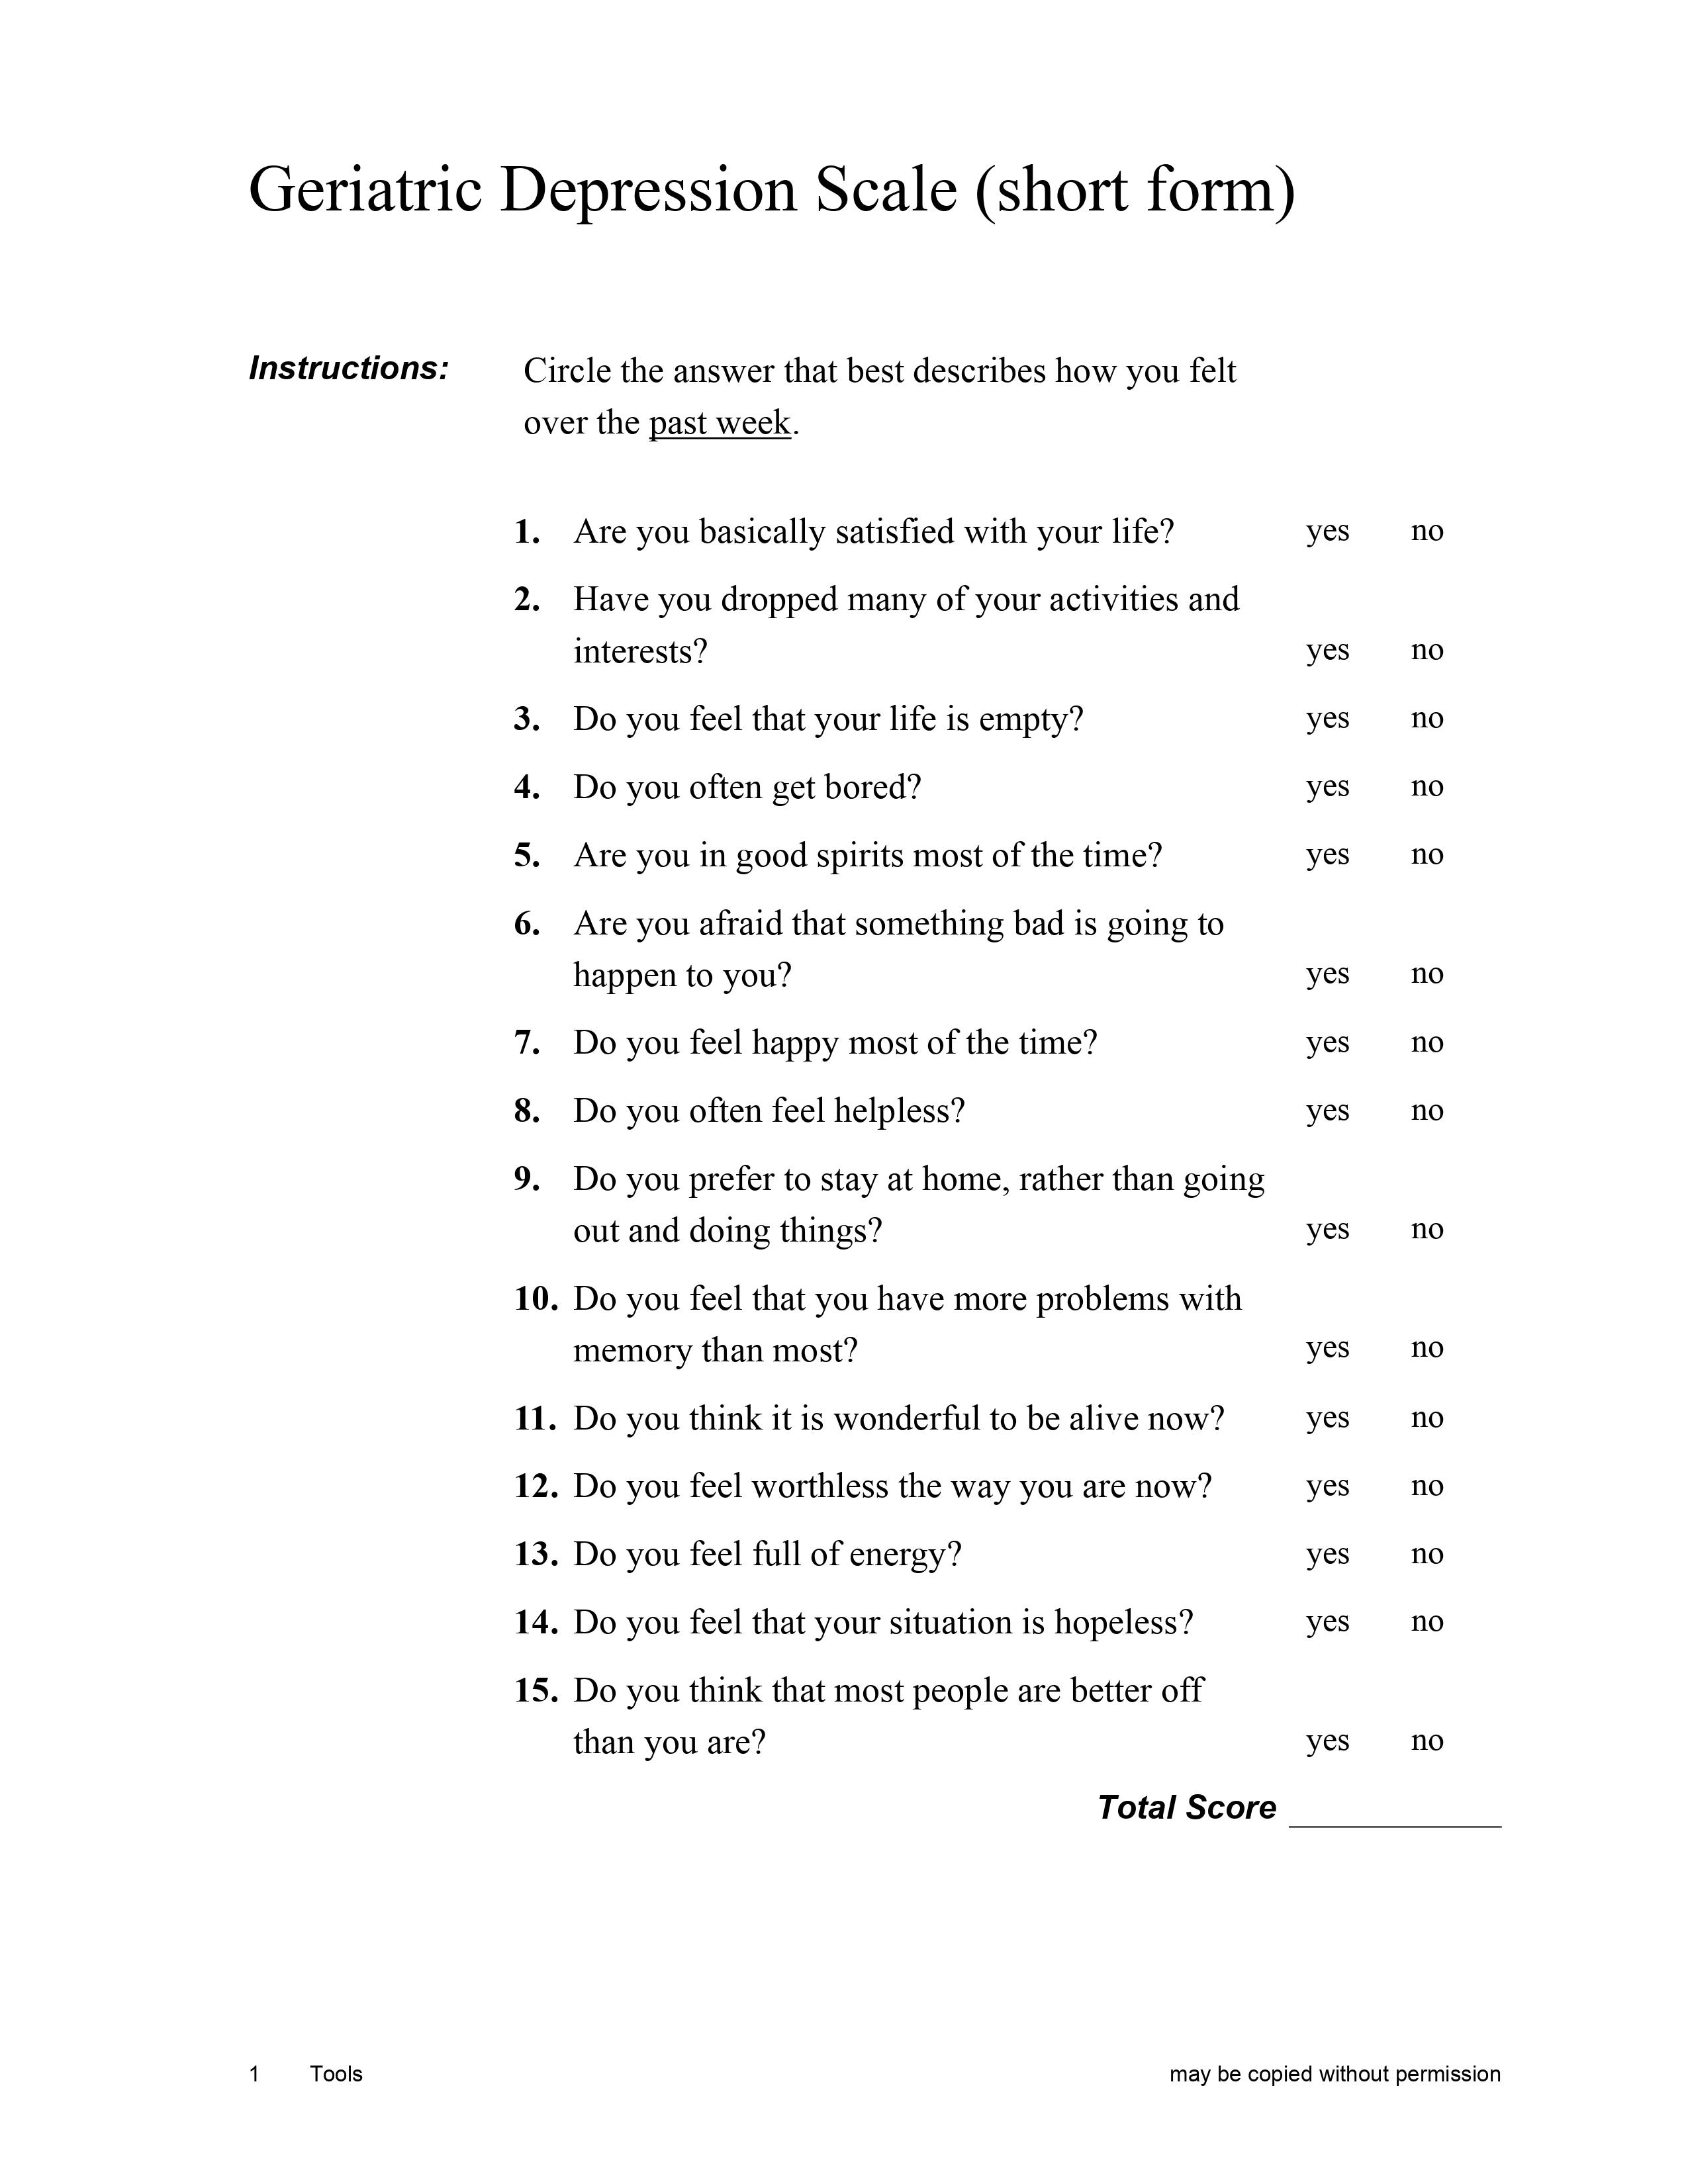 Geriatric Depression Scale (short form)
Instructions: Circle the answer that best describes how you felt
over the past week.
1. Are you basically satisfied with your life? yes no
2. Have you dropped many of your activities and
interests? yes no
3. Do you feel that your life is empty? yes no
4. Do you often get bored? yes no
5. Are you in good spirits most of the time? yes no
6. Are you afraid that something bad is going to
happen to you? yes no
7. Do you feel happy most of the time? yes no
8. Do you often feel helpless? yes no
9. Do you prefer to stay at home, rather than going
out and doing things? yes no
10. Do you feel that you have more problems with
memory than most? yes no
11. Do you think it is wonderful to be alive now? yes no
12. Do you feel worthless the way you are now? yes no
13. Do you feel full of energy? yes no
14. Do you feel that your situation is hopeless? yes no
15. Do you think that most people are better off
than you are? yes no
Total Score
1 Tools may be copied without permission